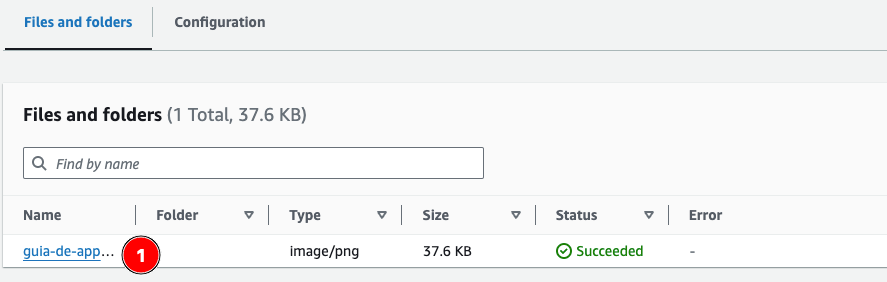 Files and folders Configuration
Files and folders (1 Total, 37.6 KB)
Find by name
Name Folder Type Size Status Error
guia-de-app... 1 image/png 37.6 KB Succeeded -